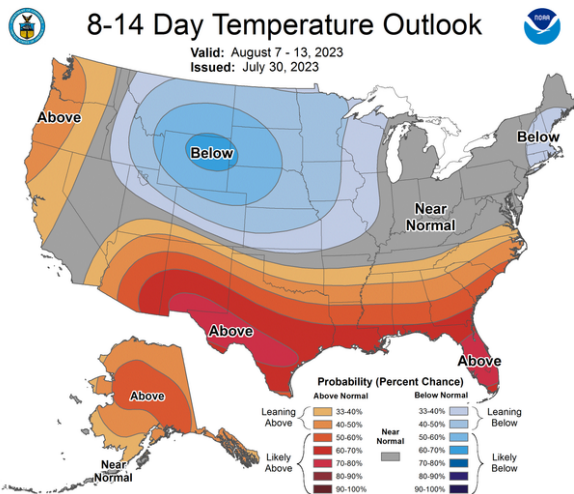 8-14 Day Temperature Outlook
Valid: August 7 - 13, 2023
Issued: July 30, 2023
NOAA
Above
Below
Below
Near
Normal
Above
Above
Above
Near
Normal
Probability (Percent Chance)
Above Normal
Below Normal
Leaning
Above
33-40%
40-50%
Likely
Above
50-60%
60-70%
70-80%
80-90%
90-100%
Near
Normal
33-40%
40-50%
Leaning
Below
50-60%
60-70%
70-80%
80-90%
90-100%
Likely
Below